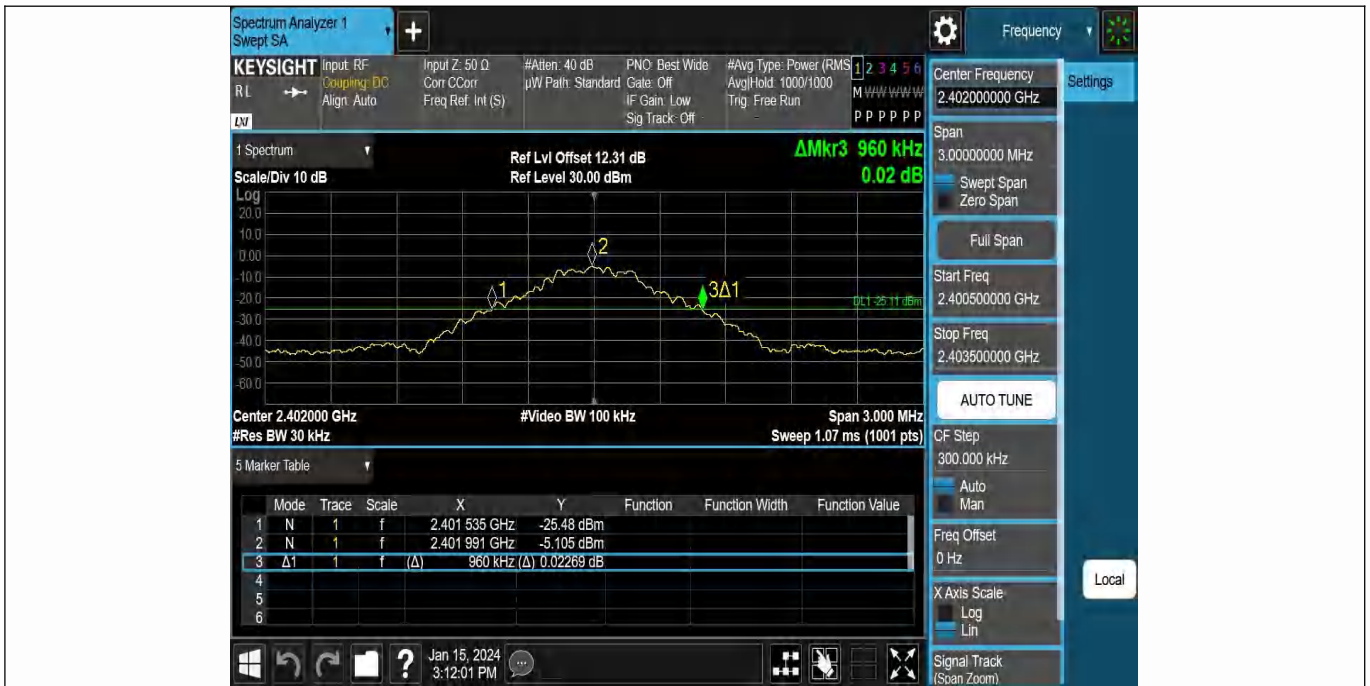 Spectrum Analyzer 1
Swept SA
+
Frequency
KEYSIGHT
R L
LXI
Input: RF
Coupling: DC
Align: Auto
Input Z: 50 Ω
Corr CCorr
Freq Ref: Int (S)
#Atten: 40 dB
µW Path: Standard
PNO: Best Wide
Gate: Off
IF Gain: Low
Sig Track: Off
#Avg Type: Power (RMS
Avg|Hold: 1000/1000
Trig: Free Run
1 2 3 4 5 6
M W W W W W
P P P P P P
1 Spectrum
Scale/Div 10 dB
Ref Lvl Offset 12.31 dB
Ref Level 30.00 dBm
ΔMkr3 960 kHz
0.02 dB
Log
20.0
10.0
0.00
-10.0
-20.0
-30.0
-40.0
-50.0
-60.0
1
2
3Δ1
DL1 -25.11 dBm
Center 2.402000 GHz
#Video BW 100 kHz
Span 3.000 MHz
#Res BW 30 kHz
Sweep 1.07 ms (1001 pts)
5 Marker Table
Mode Trace Scale X Y Function Function Width Function Value
1 N 1 f 2.401 535 GHz -25.48 dBm
2 N 1 f 2.401 991 GHz -5.105 dBm
3 Δ1 1 f (Δ) 960 kHz (Δ) 0.02269 dB
4
5
6
?
Jan 15, 2024
3:12:01 PM
Center Frequency
2.402000000 GHz
Settings
Span
3.00000000 MHz
Swept Span
Zero Span
Full Span
Start Freq
2.400500000 GHz
Stop Freq
2.403500000 GHz
AUTO TUNE
CF Step
300.000 kHz
Auto
Man
Freq Offset
0 Hz
X Axis Scale
Log
Lin
Signal Track
(Span Zoom)
Local